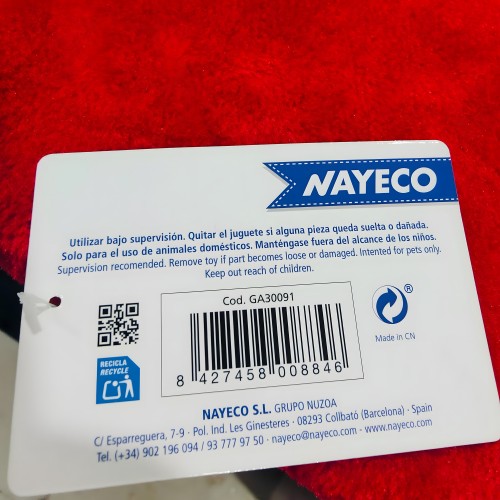 NAYECO
Utilizar bajo supervisión. Quitar el juguete si alguna pieza queda suelta o dañada.
Solo para el uso de animales domésticos. Manténgase fuera del alcance de los niños.
Supervision recomended. Remove toy if part becomes loose or damaged. Intented for pets only.
Keep out reach of children.
Cod. GA30091
8 427458 008846
®
Made in CN
RECICLA
RECYCLE
NAYECO S.L. GRUPO NUZOA
C/ Esparreguera, 7-9 · Pol. Ind. Les Ginesteres · 08293 Collbató (Barcelona) · Spain
Tel. (+34) 902 196 094 / 93 777 97 50 · nayeco@nayeco.com · www.nayeco.com